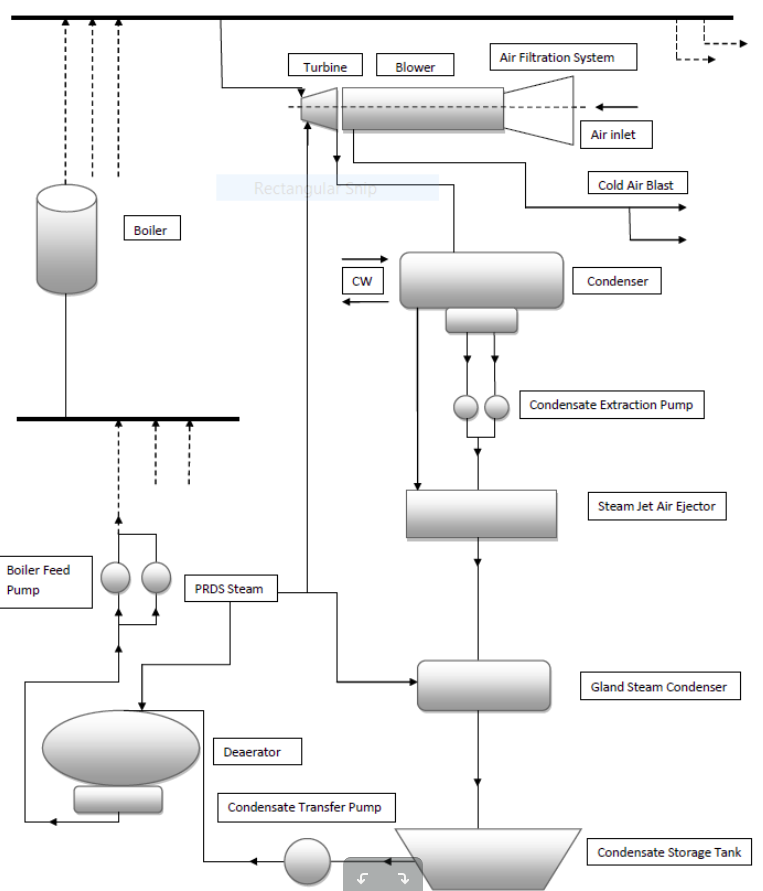 Turbine
Blower
Air Filtration System
Air inlet
Rectangular Snip
Cold Air Blast
Boiler
CW
Condenser
Condensate Extraction Pump
Steam Jet Air Ejector
Boiler Feed
Pump
PRDS Steam
Gland Steam Condenser
Deaerator
Condensate Transfer Pump
Condensate Storage Tank